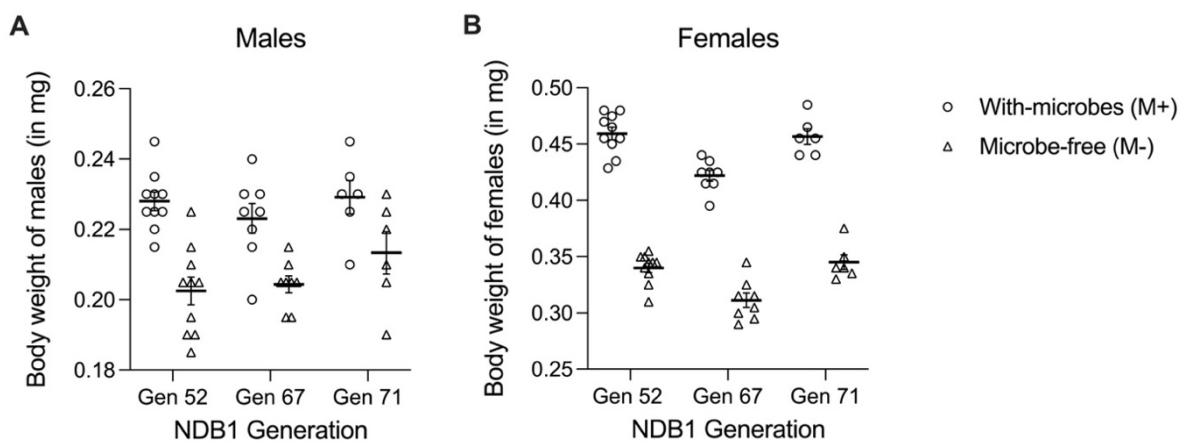 A
Males
Body weight of males (in mg)
0.26
0.24
0.22
0.20
0.18
Gen 52
Gen 67
Gen 71
NDB1 Generation
B
Females
Body weight of females (in mg)
0.50
0.45
0.40
0.35
0.30
0.25
Gen 52
Gen 67
Gen 71
NDB1 Generation
With-microbes (M+)
Microbe-free (M-)